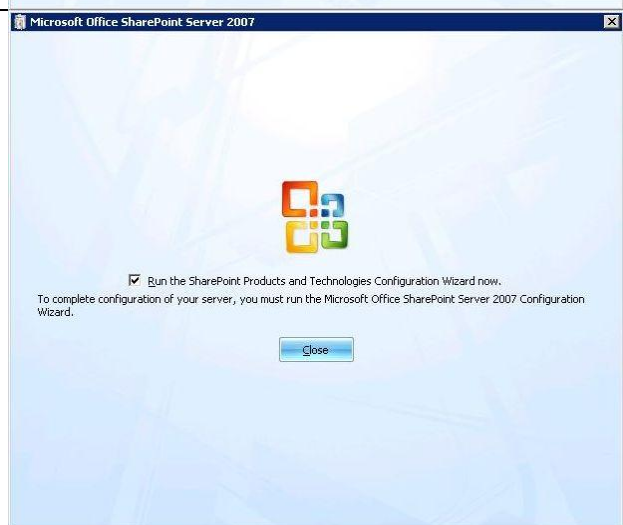 Microsoft Office SharePoint Server 2007
Run the SharePoint Products and Technologies Configuration Wizard now.
To complete configuration of your server, you must run the Microsoft Office SharePoint Server 2007 Configuration
Wizard.
Close